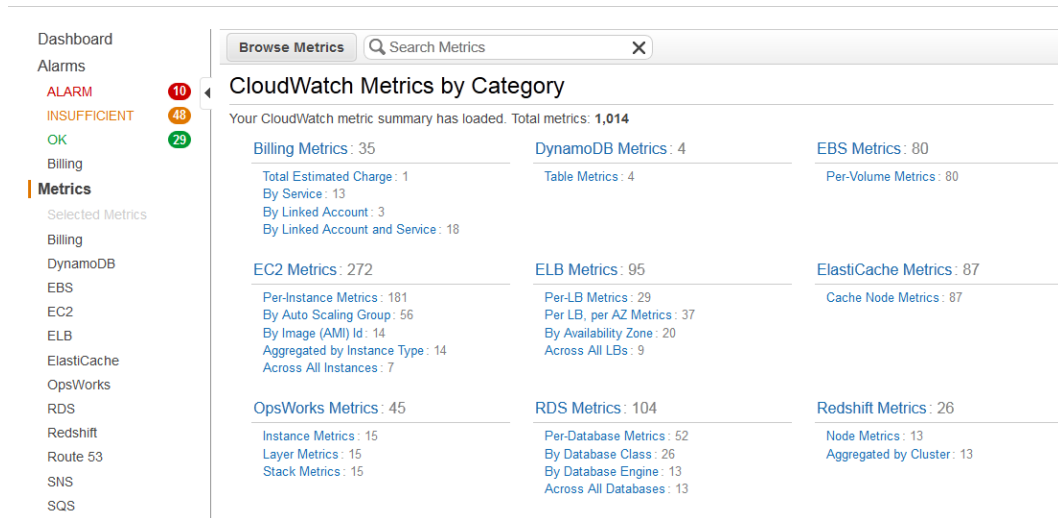 Dashboard
Alarms
ALARM 10
INSUFFICIENT 48
OK 29
Billing
Metrics
Selected Metrics
Billing
DynamoDB
EBS
EC2
ELB
ElastiCache
OpsWorks
RDS
Redshift
Route 53
SNS
SQS
Browse Metrics Search Metrics
CloudWatch Metrics by Category
Your CloudWatch metric summary has loaded. Total metrics: 1,014
Billing Metrics: 35
Total Estimated Charge: 1
By Service: 13
By Linked Account: 3
By Linked Account and Service: 18
DynamoDB Metrics: 4
Table Metrics: 4
EBS Metrics: 80
Per-Volume Metrics: 80
EC2 Metrics: 272
Per-Instance Metrics: 181
By Auto Scaling Group: 56
By Image (AMI) Id: 14
Aggregated by Instance Type: 14
Across All Instances: 7
ELB Metrics: 95
Per-LB Metrics: 29
Per LB, per AZ Metrics: 37
By Availability Zone: 20
Across All LBs: 9
ElastiCache Metrics: 87
Cache Node Metrics: 87
OpsWorks Metrics: 45
Instance Metrics: 15
Layer Metrics: 15
Stack Metrics: 15
RDS Metrics: 104
Per-Database Metrics: 52
By Database Class: 26
By Database Engine: 13
Across All Databases: 13
Redshift Metrics: 26
Node Metrics: 13
Aggregated by Cluster: 13